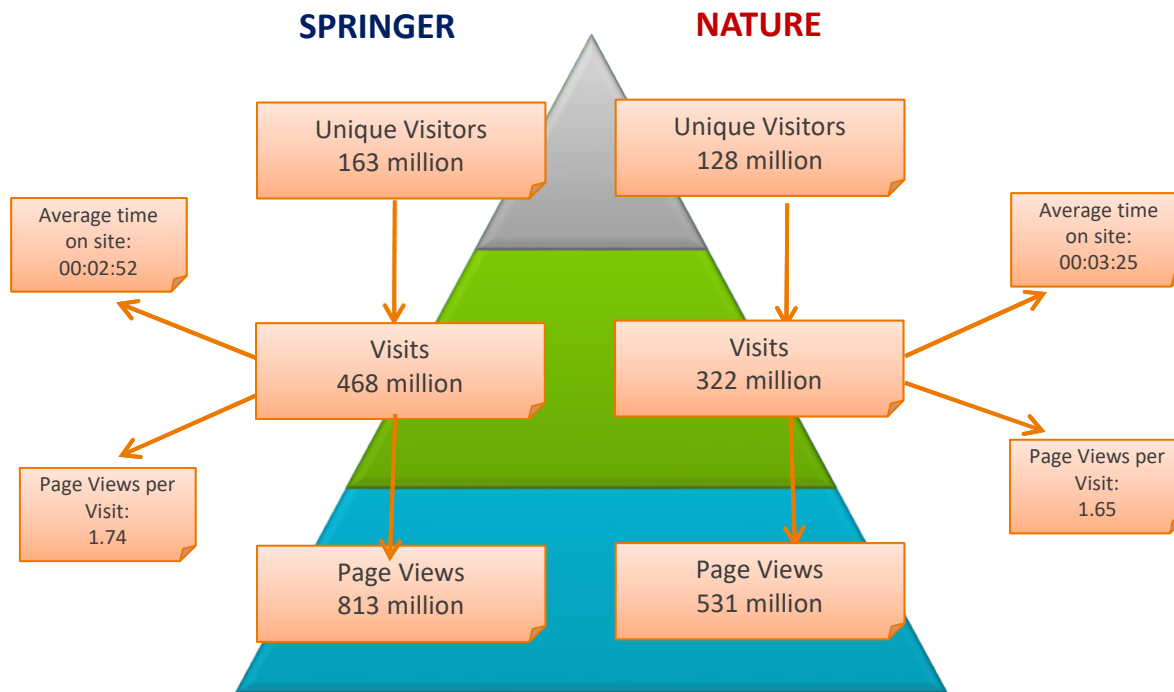 SPRINGER
NATURE
Unique Visitors
163 million
Unique Visitors
128 million
Average time
on site:
00:02:52
Average time
on site:
00:03:25
Visits
468 million
Visits
322 million
Page Views per
Visit:
1.74
Page Views per
Visit:
1.65
Page Views
813 million
Page Views
531 million